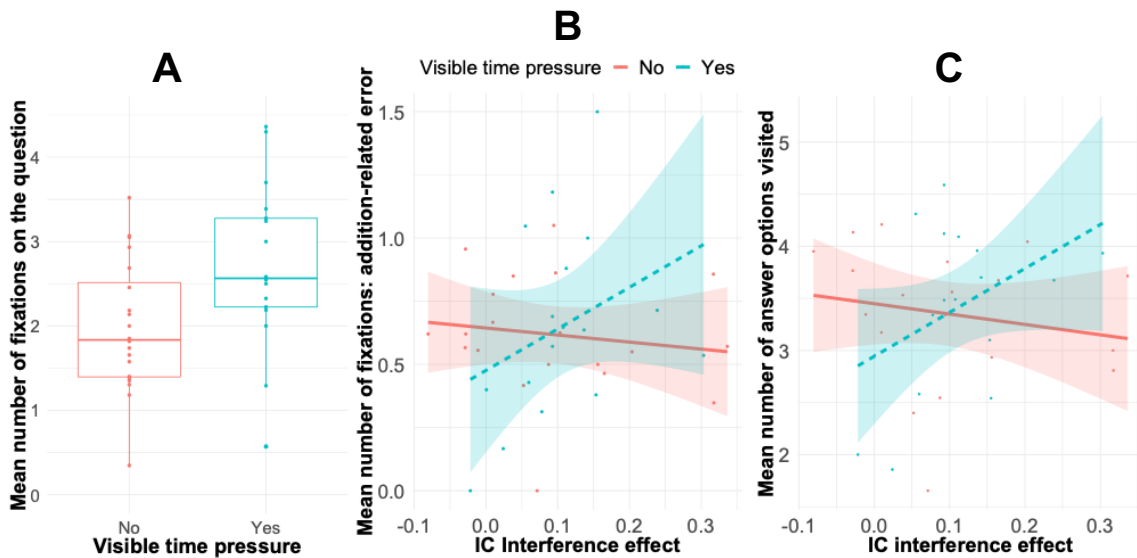 A
Mean number of fixations on the question
4
3
2
1
0
No Yes
Visible time pressure
B
Visible time pressure No Yes
Mean number of fixtions: addition-related error
1.5
1.0
0.5
0.0
-0.1 0.0 0.1 0.2 0.3
IC Interference effect
C
Mean number of answer options visited
5
4
3
2
-0.1 0.0 0.1 0.2 0.3
IC interference effect